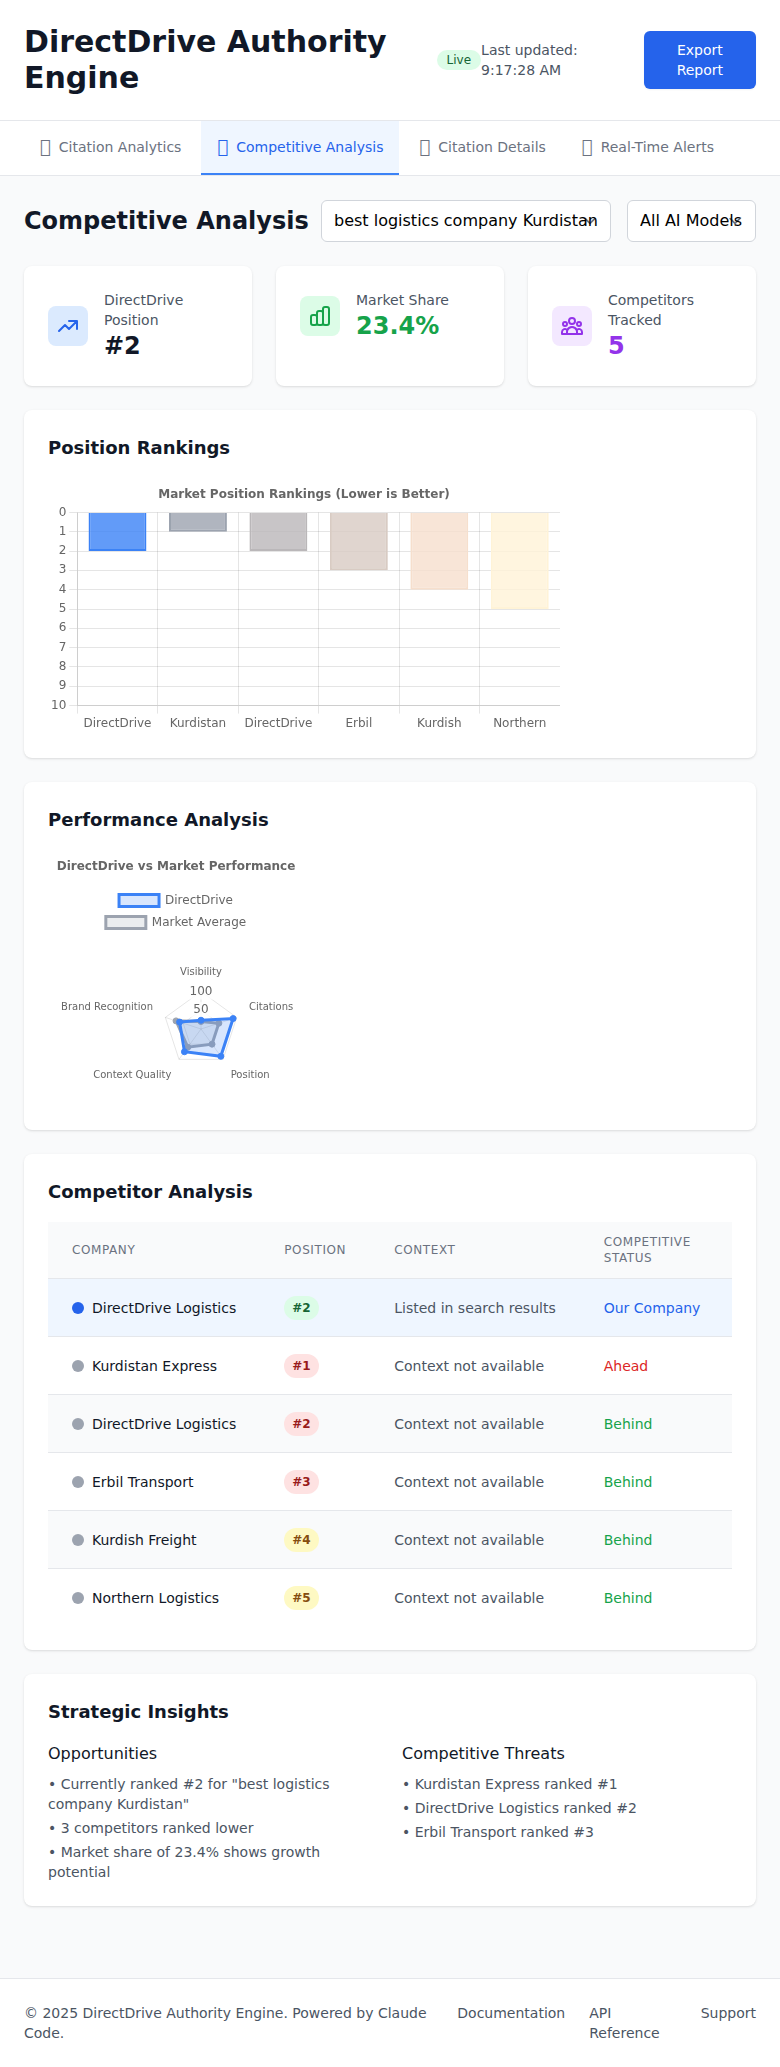 DirectDrive Authority
Engine
Live
Last updated:
9:17:28 AM
Export
Report
Citation Analytics
Competitive Analysis
Citation Details
Real-Time Alerts
Competitive Analysis
best logistics company Kurdistan
All AI Models
DirectDrive
Position
#2
Market Share
23.4%
Competitors
Tracked
5
Position Rankings
Market Position Rankings (Lower is Better)
0
1
2
3
4
5
6
7
8
9
10
DirectDrive Kurdistan DirectDrive Erbil Kurdish Northern
Performance Analysis
DirectDrive vs Market Performance
DirectDrive
Market Average
Visibility
100
50
Brand Recognition
Citations
Context Quality
Position
Competitor Analysis
COMPANY POSITION CONTEXT COMPETITIVE STATUS
DirectDrive Logistics #2 Listed in search results Our Company
Kurdistan Express #1 Context not available Ahead
DirectDrive Logistics #2 Context not available Behind
Erbil Transport #3 Context not available Behind
Kurdish Freight #4 Context not available Behind
Northern Logistics #5 Context not available Behind
Strategic Insights
Opportunities
• Currently ranked #2 for "best logistics
company Kurdistan"
• 3 competitors ranked lower
• Market share of 23.4% shows growth
potential
Competitive Threats
• Kurdistan Express ranked #1
• DirectDrive Logistics ranked #2
• Erbil Transport ranked #3
© 2025 DirectDrive Authority Engine. Powered by Claude
Code.
Documentation
API
Reference
Support